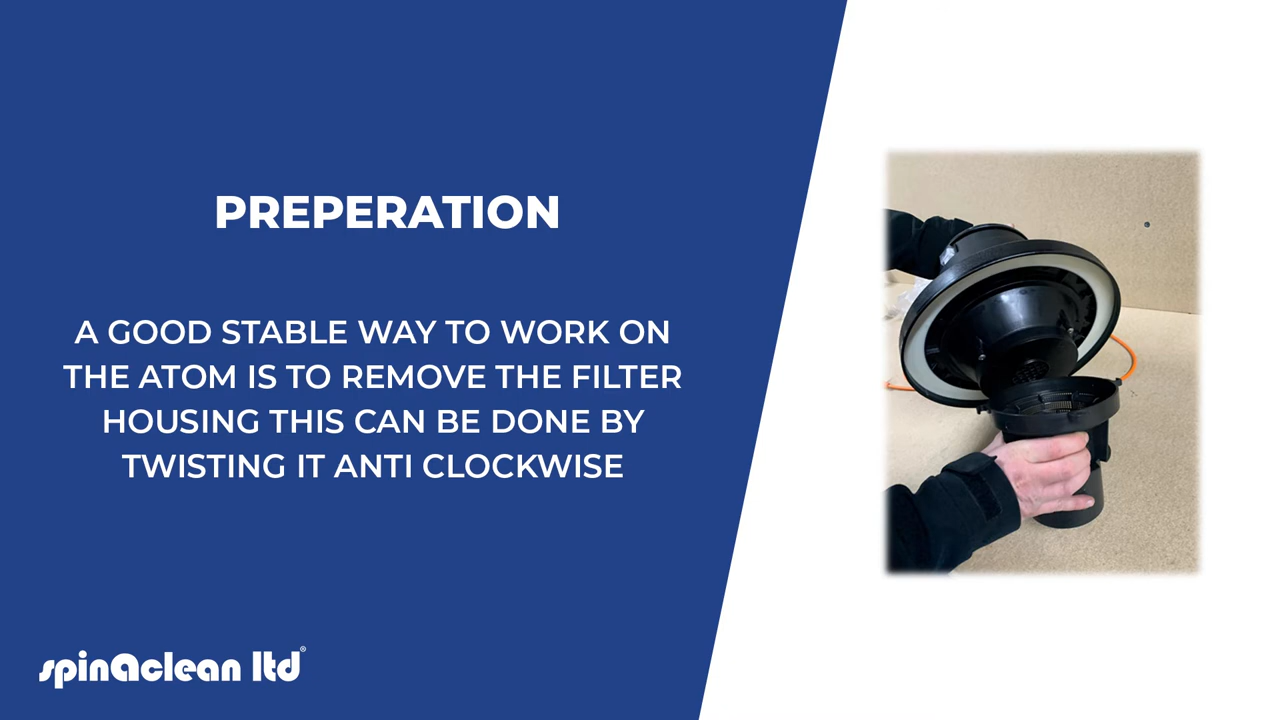 PREPERATION
A GOOD STABLE WAY TO WORK ON
THE ATOM IS TO REMOVE THE FILTER
HOUSING THIS CAN BE DONE BY
TWISTING IT ANTI CLOCKWISE
spinaclean ltd®